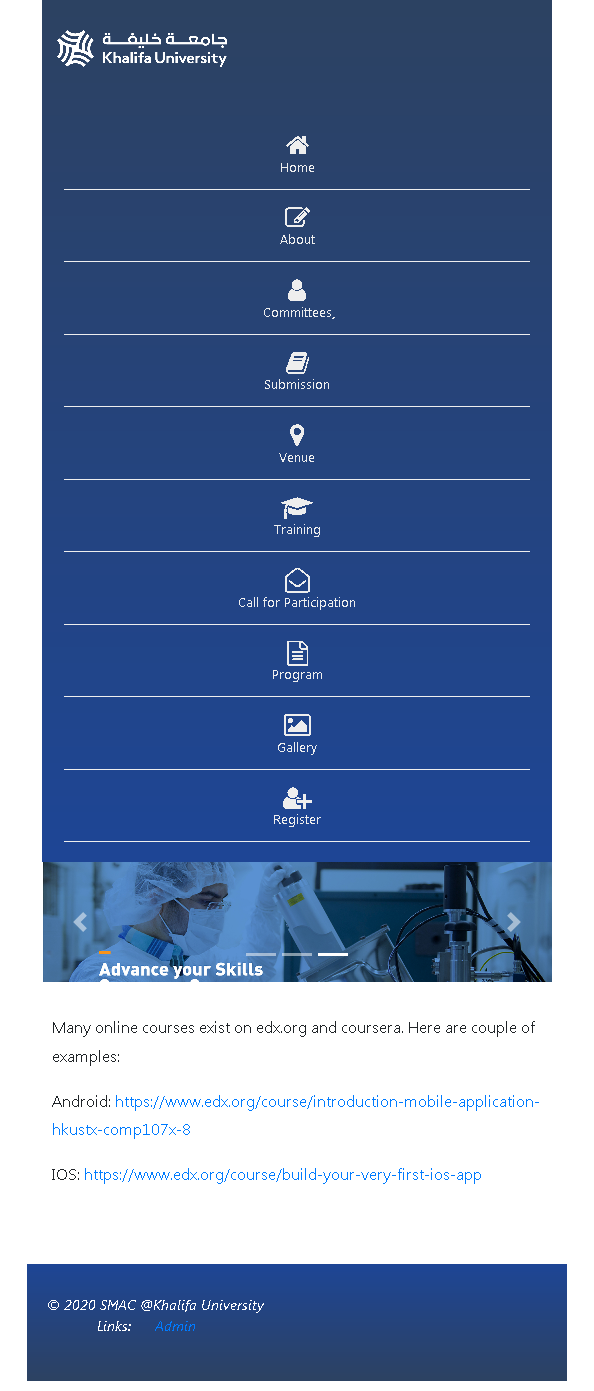 جامعة خليفة
Khalifa University
Home
About
Committees,
Submission
Venue
Training
Call for Participation
Program
Gallery
Register
Advance your Skills
Many online courses exist on edx.org and coursera. Here are couple of
examples:
Android: https://www.edx.org/course/introduction-mobile-application-
hkustx-comp107x-8
IOS: https://www.edx.org/course/build-your-very-first-ios-app
© 2020 SMAC @Khalifa University
Links: Admin